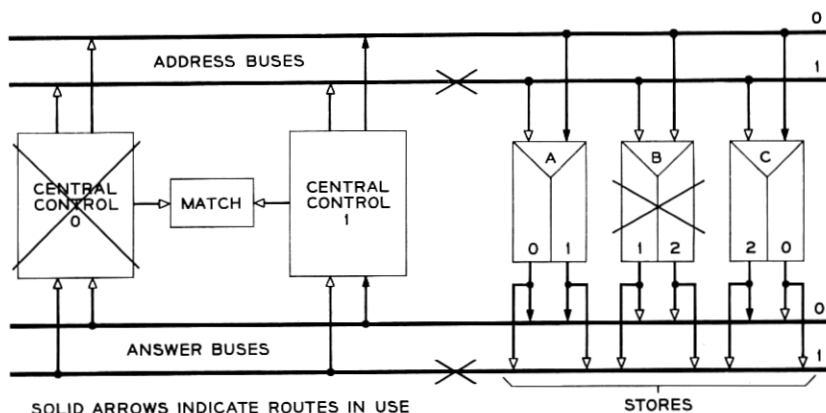 0
ADDRESS BUSES
1
A
B
C
CENTRAL
CONTROL
0
MATCH
CENTRAL
CONTROL
1
0 1
1 2
2 0
0
ANSWER BUSES
1
SOLID ARROWS INDICATE ROUTES IN USE
STORES